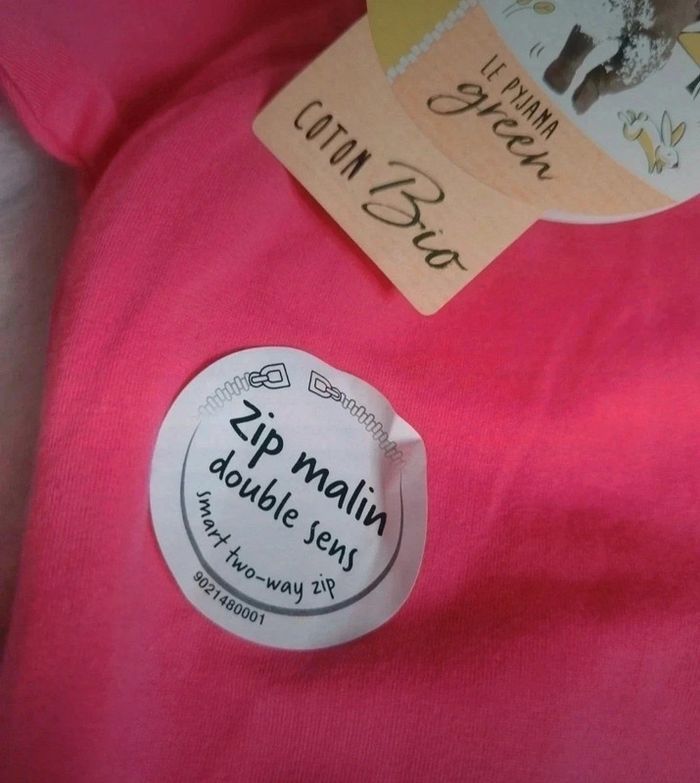 LE PYJAMA
green
COTON Bio
zip malin
double sens
smart two-way zip
9021480001